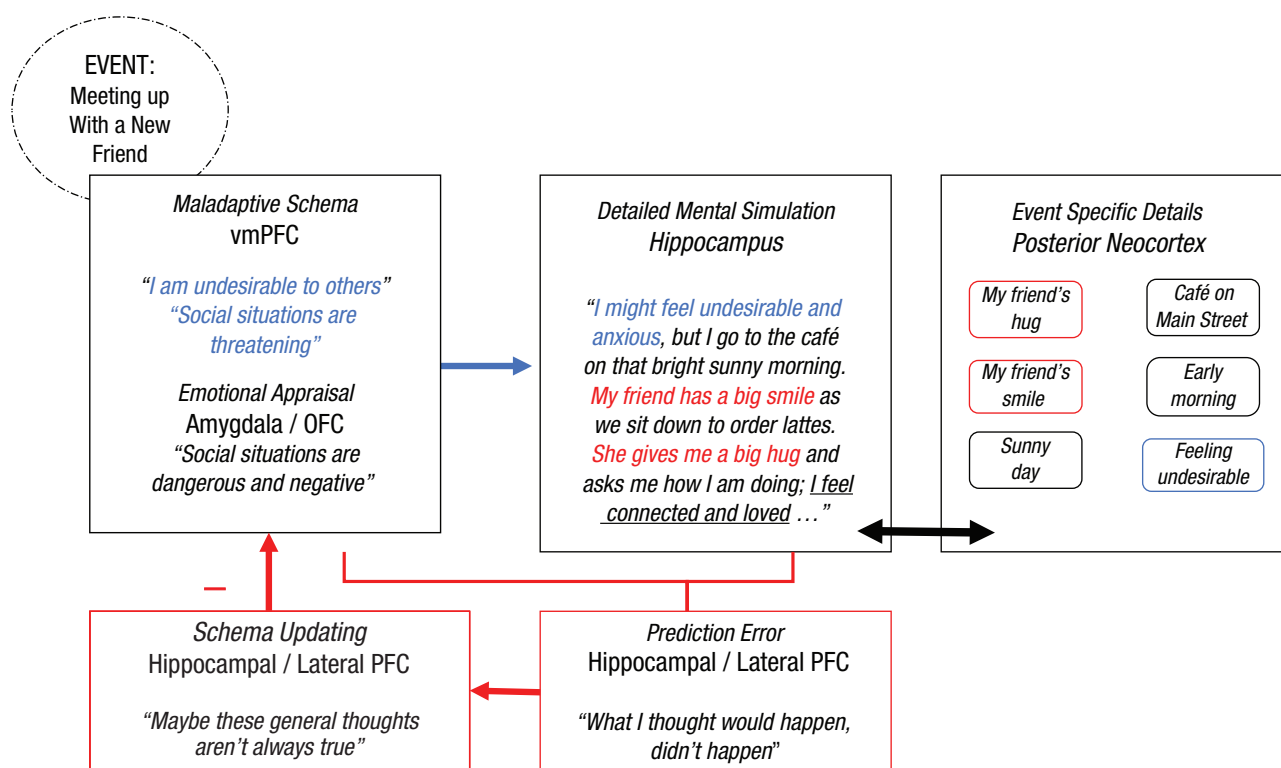 EVENT:
Meeting up
With a New
Friend
Maladaptive Schema
vmPFC
“I am undesirable to others”
“Social situations are
threatening”
Emotional Appraisal
Amygdala / OFC
“Social situations are
dangerous and negative”
Detailed Mental Simulation
Hippocampus
“I might feel undesirable and
anxious, but I go to the café
on that bright sunny morning.
My friend has a big smile as
we sit down to order lattes.
She gives me a big hug and
asks me how I am doing; I feel
connected and loved …”
Event Specific Details
Posterior Neocortex
My friend’s
hug
Café on
Main Street
My friend’s
smile
Early
morning
Sunny
day
Feeling
undesirable
–
Schema Updating
Hippocampal / Lateral PFC
“Maybe these general thoughts
aren’t always true”
Prediction Error
Hippocampal / Lateral PFC
“What I thought would happen,
didn’t happen”